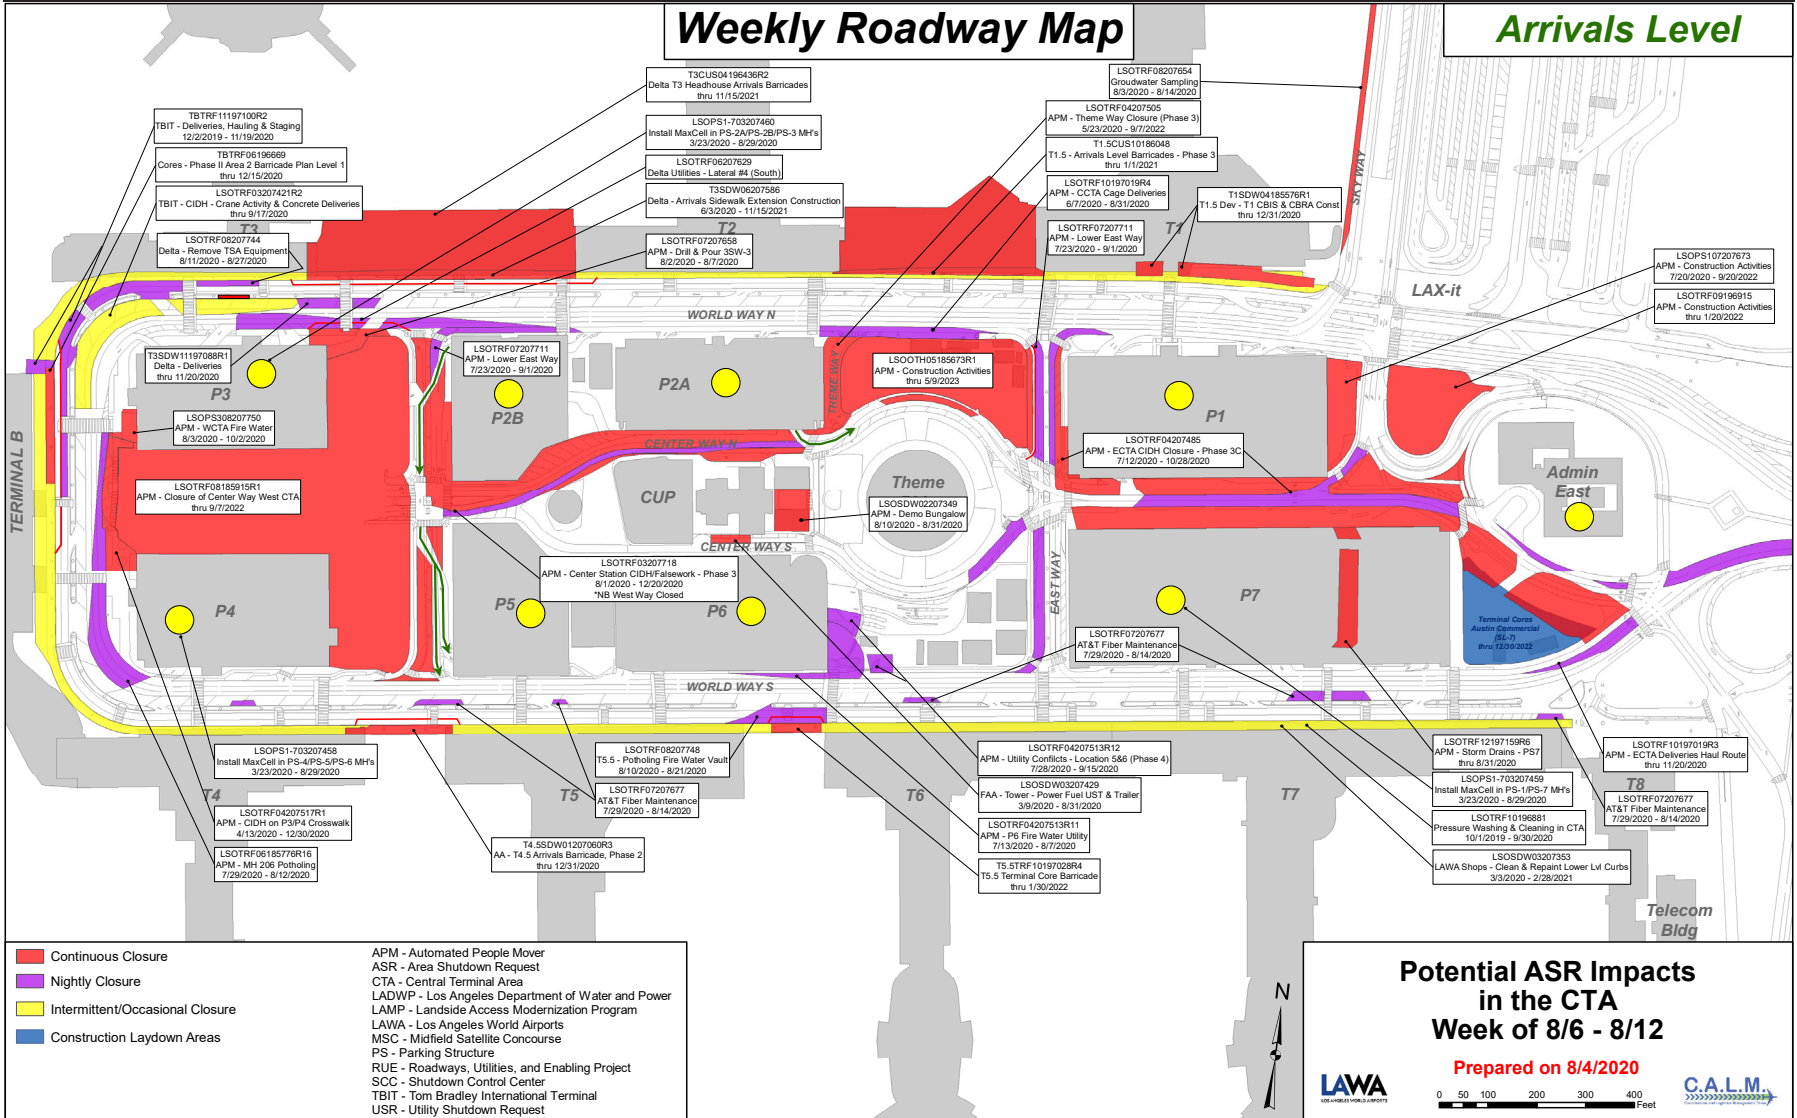 Weekly Roadway Map
Arrivals Level
T3CUS04196436R2
Delta T3 Headhouse Arrivals Barricades
thru 11/15/2021
LSOTRF08207654
Groudwater Sampling
8/3/2020 - 8/14/2020
TBTRF11197100R2
TBIT - Deliveries, Hauling & Staging
12/2/2019 - 11/19/2020
LSOPS1-703207460
Install MaxCell in PS-2A/PS-2B/PS-3 MH's
3/23/2020 - 8/29/2020
LSOTRF04207505
APM - Theme Way Closure (Phase 3)
5/23/2020 - 9/7/2022
TBTRF06196669
Cores - Phase II Area 2 Barricade Plan Level 1
thru 12/15/2020
LSOTRF06207629
Delta Utilities - Lateral #4 (South)
T1.5CUS10186048
T1.5 - Arrivals Level Barricades - Phase 3
thru 1/1/2021
LSOTRF03207421R2
TBIT - CIDH - Crane Activity & Concrete Deliveries
thru 9/17/2020
T3SDW06207586
Delta - Arrivals Sidewalk Extension Construction
6/3/2020 - 11/15/2021
LSOTRF10197019R4
APM - CCTA Cage Deliveries
6/7/2020 - 8/31/2020
T1SDW04185576R1
T1.5 Dev - T1 CBIS & CBRA Const
thru 12/31/2020
SKY WAY
T3
T2
T1
LSOTRF08207744
Delta - Remove TSA Equipment
8/11/2020 - 8/27/2020
LSOTRF07207658
APM - Drill & Pour 3SW-3
8/2/2020 - 8/7/2020
LSOTRF07207711
APM - Lower East Way
7/23/2020 - 9/1/2020
LSOPS107207673
APM - Construction Activities
7/20/2020 - 9/20/2022
LAX-it
LSOTRF09196915
APM - Construction Activities
thru 1/20/2022
WORLD WAY N
T3SDW11197088R1
Delta - Deliveries
thru 11/20/2020
P3
LSOTRF07207711
APM - Lower East Way
7/23/2020 - 9/1/2020
P2B
P2A
THEME WAY
LSOOTH05185673R1
APM - Construction Activities
thru 5/9/2023
P1
LSOPS308207750
APM - WCTA Fire Water
8/3/2020 - 10/2/2020
CENTER WAY N
LSOTRF04207485
APM - ECTA CIDH Closure - Phase 3C
7/12/2020 - 10/28/2020
TERMINAL B
LSOTRF08185915R1
APM - Closure of Center Way West CTA
thru 9/7/2022
CUP
Theme
LSOSDW02207349
APM - Demo Bungalow
8/10/2020 - 8/31/2020
Admin
East
CENTER WAY S
LSOTRF03207718
APM - Center Station CIDH/Falsework - Phase 3
8/1/2020 - 12/20/2020
*NB West Way Closed
EAST WAY
P4
P5
P6
P7
Terminal Cores
Austin Commercial
(SL-7)
thru 12/30/2022
LSOTRF07207677
AT&T Fiber Maintenance
7/29/2020 - 8/14/2020
WORLD WAY S
LSOPS1-703207458
Install MaxCell in PS-4/PS-5/PS-6 MH's
3/23/2020 - 8/29/2020
LSOTRF08207748
T5.5 - Potholing Fire Water Vault
8/10/2020 - 8/21/2020
LSOTRF04207513R12
APM - Utility Confilcts - Location 5&6 (Phase 4)
7/28/2020 - 9/15/2020
LSOTRF12197159R6
APM - Storm Drains - PS7
thru 8/31/2020
LSOTRF10197019R3
APM - ECTA Deliveries Haul Route
thru 11/20/2020
T4
T5
T6
T7
T8
LSOTRF07207677
AT&T Fiber Maintenance
7/29/2020 - 8/14/2020
LSOSDW03207429
FAA - Tower - Power Fuel UST & Trailer
3/9/2020 - 8/31/2020
LSOPS1-703207459
Install MaxCell in PS-1/PS-7 MH's
3/23/2020 - 8/29/2020
LSOTRF07207677
AT&T Fiber Maintenance
7/29/2020 - 8/14/2020
LSOTRF04207517R1
APM - CIDH on P3/P4 Crosswalk
4/13/2020 - 12/30/2020
LSOTRF04207513R11
APM - P6 Fire Water Utility
7/13/2020 - 8/7/2020
LSOTRF10196881
Pressure Washing & Cleaning in CTA
10/1/2019 - 9/30/2020
LSOTRF06185776R16
APM - MH 206 Potholing
7/29/2020 - 8/12/2020
T4.5SDW01207060R3
AA - T4.5 Arrivals Barricade, Phase 2
thru 12/31/2020
T5.5TRF10197028R4
T5.5 Terminal Core Barricade
thru 1/30/2022
LSOSDW03207353
LAWA Shops - Clean & Repaint Lower Lvl Curbs
3/3/2020 - 2/28/2021
Telecom
Bldg
Continuous Closure
Nightly Closure
Intermittent/Occasional Closure
Construction Laydown Areas
APM - Automated People Mover
ASR - Area Shutdown Request
CTA - Central Terminal Area
LADWP - Los Angeles Department of Water and Power
LAMP - Landside Access Modernization Program
LAWA - Los Angeles World Airports
MSC - Midfield Satellite Concourse
PS - Parking Structure
RUE - Roadways, Utilities, and Enabling Project
SCC - Shutdown Control Center
TBIT - Tom Bradley International Terminal
USR - Utility Shutdown Request
N
Potential ASR Impacts
in the CTA
Week of 8/6 - 8/12
Prepared on 8/4/2020
LAWA
LOS ANGELES WORLD AIRPORTS
0 50 100 200 300 400
Feet
C.A.L.M.